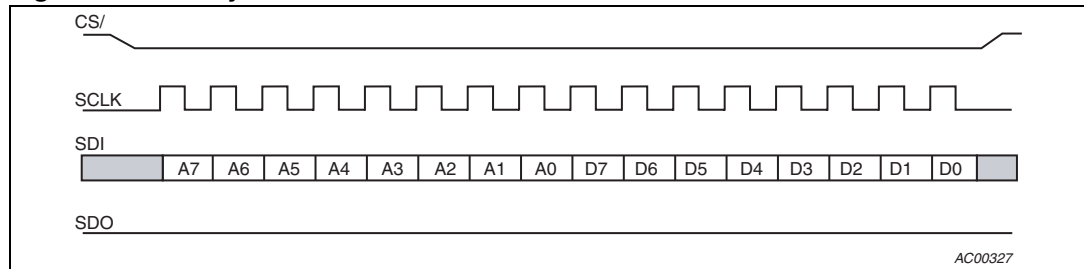 CS/
SCLK
SDI
A7 A6 A5 A4 A3 A2 A1 A0 D7 D6 D5 D4 D3 D2 D1 D0
SDO
AC00327